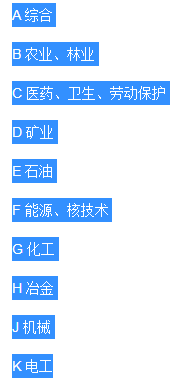 A 综合
B 农业、林业
C 医药、卫生、劳动保护
D 矿业
E 石油
F 能源、核技术
G 化工
H 冶金
J 机械
K 电工